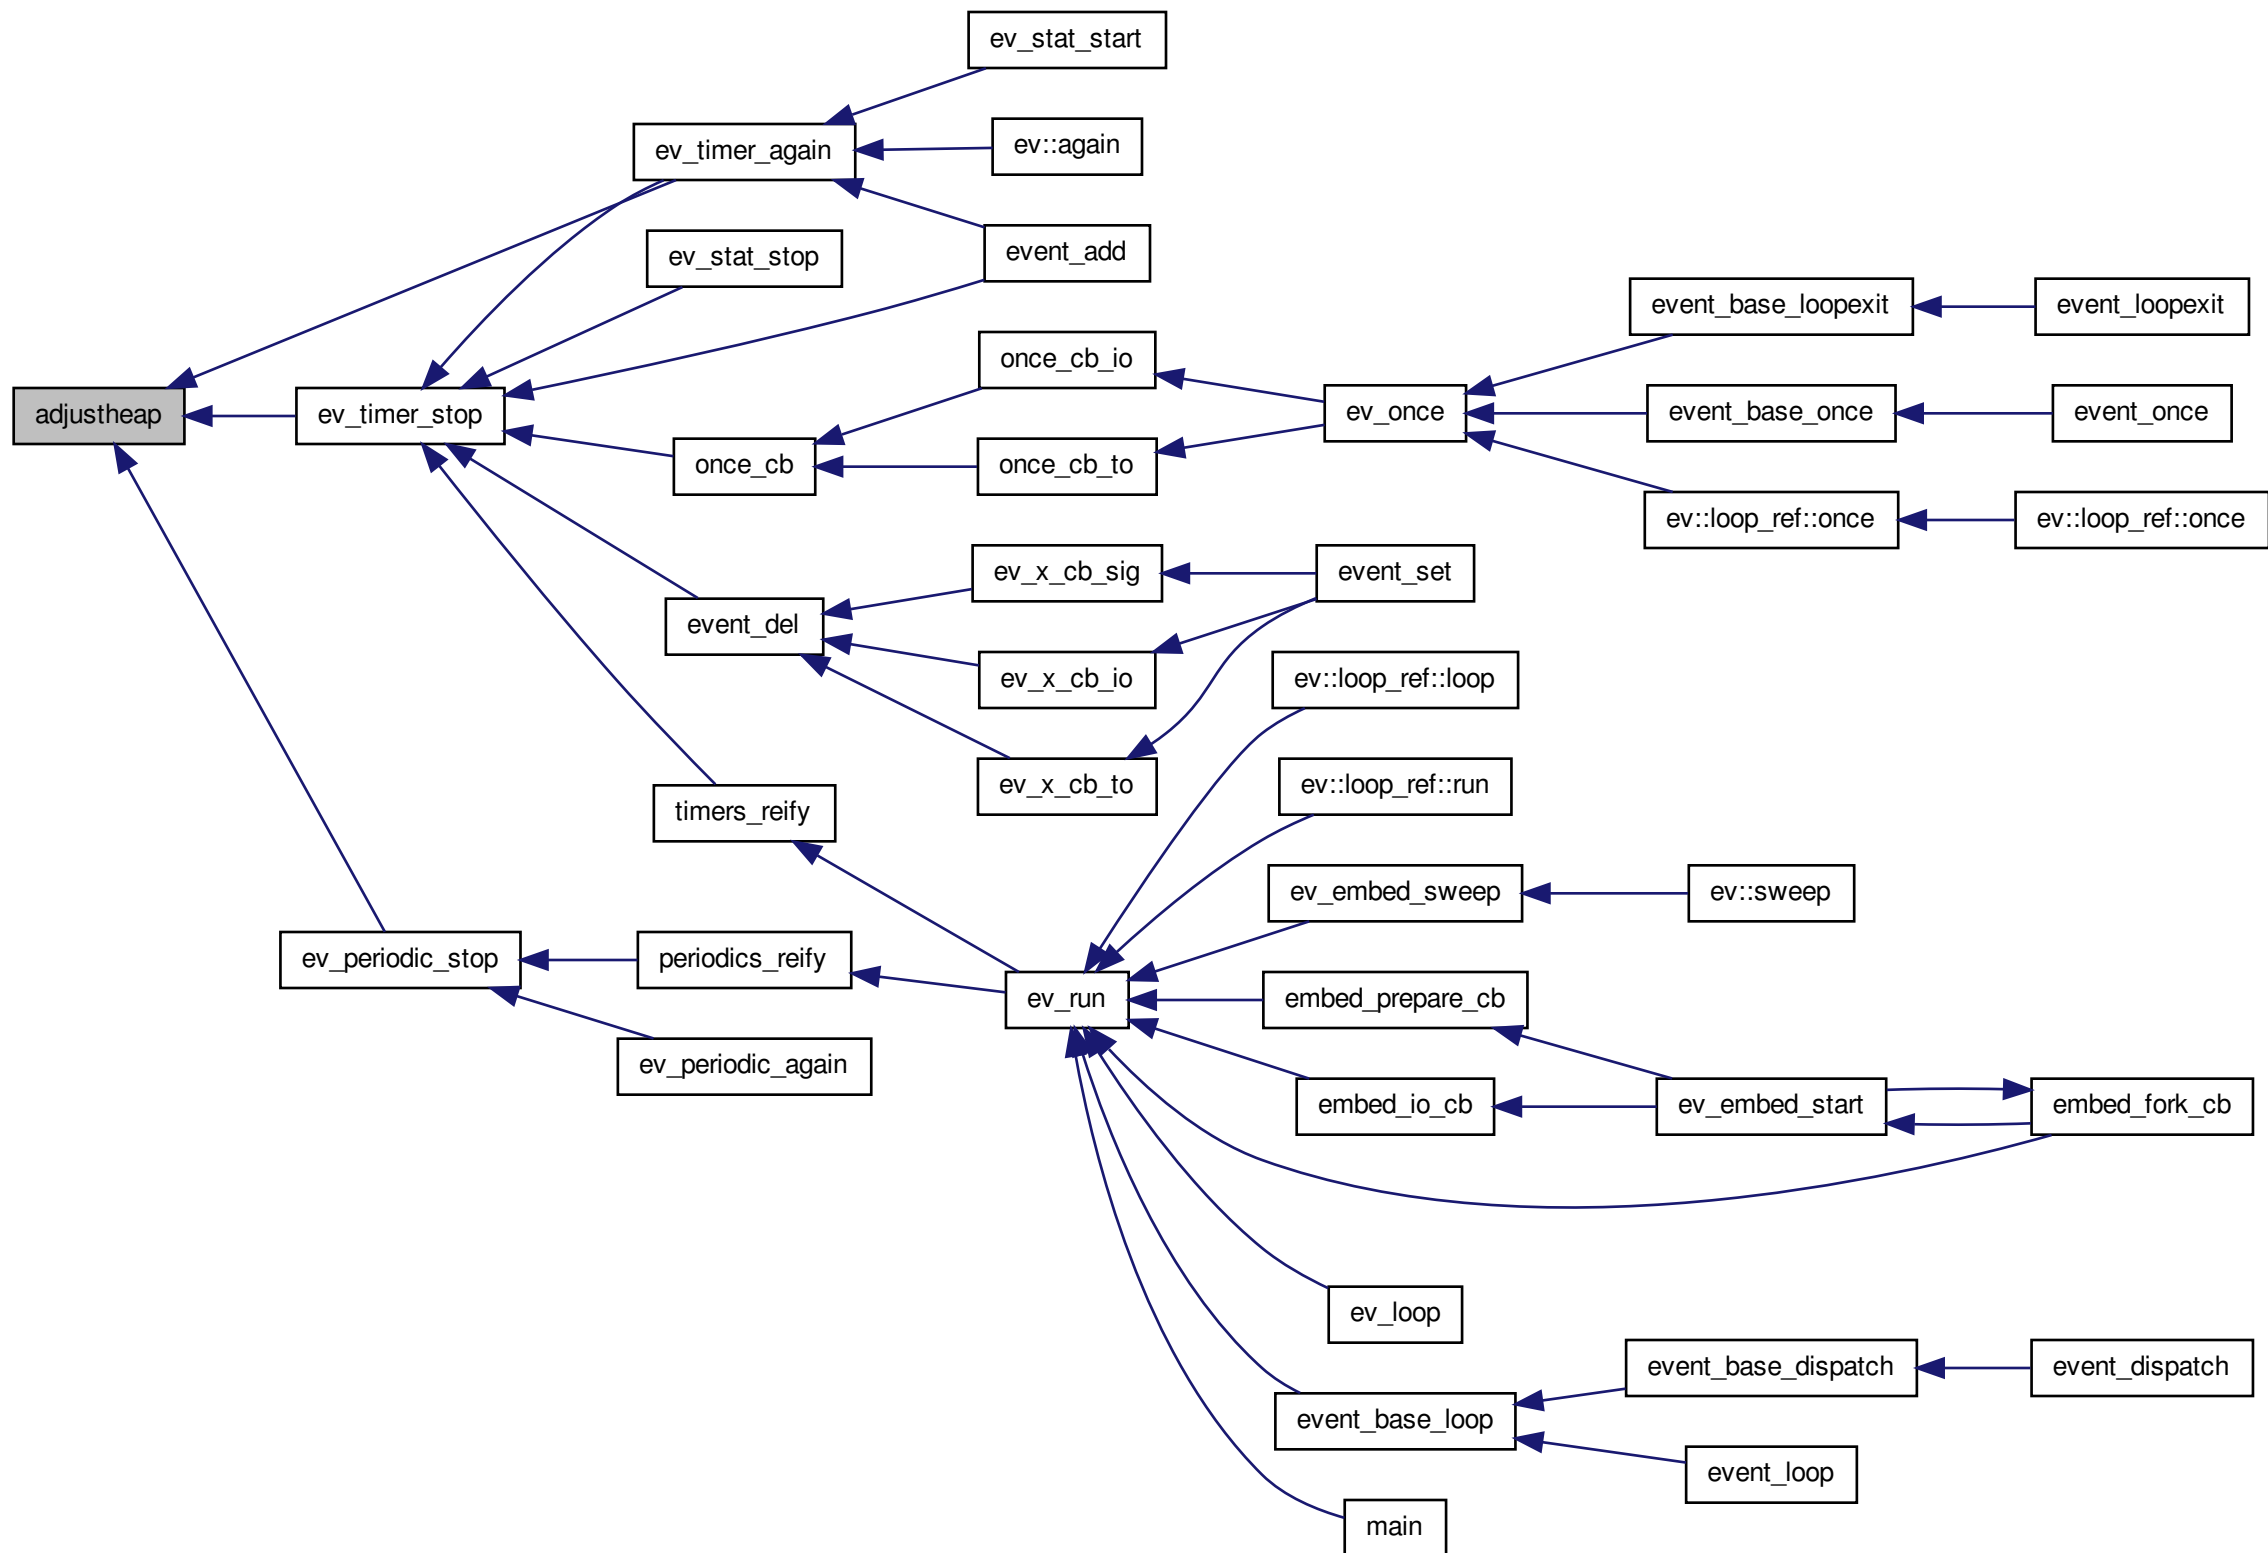 ev_stat_start
ev_timer_again
ev::again
ev_stat_stop
event_add
event_base_loopexit
event_loopexit
once_cb_io
adjustheap
ev_timer_stop
ev_once
event_base_once
event_once
once_cb
once_cb_to
ev::loop_ref::once
ev::loop_ref::once
ev_x_cb_sig
event_set
event_del
ev_x_cb_io
ev::loop_ref::loop
ev_x_cb_to
ev::loop_ref::run
timers_reify
ev_embed_sweep
ev::sweep
ev_periodic_stop
periodics_reify
ev_run
embed_prepare_cb
ev_periodic_again
embed_io_cb
ev_embed_start
embed_fork_cb
ev_loop
event_base_dispatch
event_dispatch
event_base_loop
event_loop
main